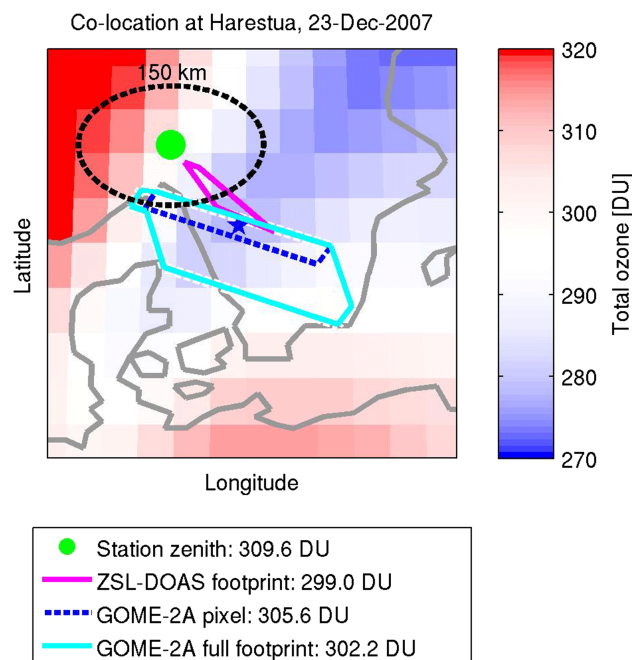 Co-location at Harestua, 23-Dec-2007
150 km
320
310
300
290
280
270
Total ozone [DU]
Latitude
Longitude
Station zenith: 309.6 DU
ZSL-DOAS footprint: 299.0 DU
GOME-2A pixel: 305.6 DU
GOME-2A full footprint: 302.2 DU